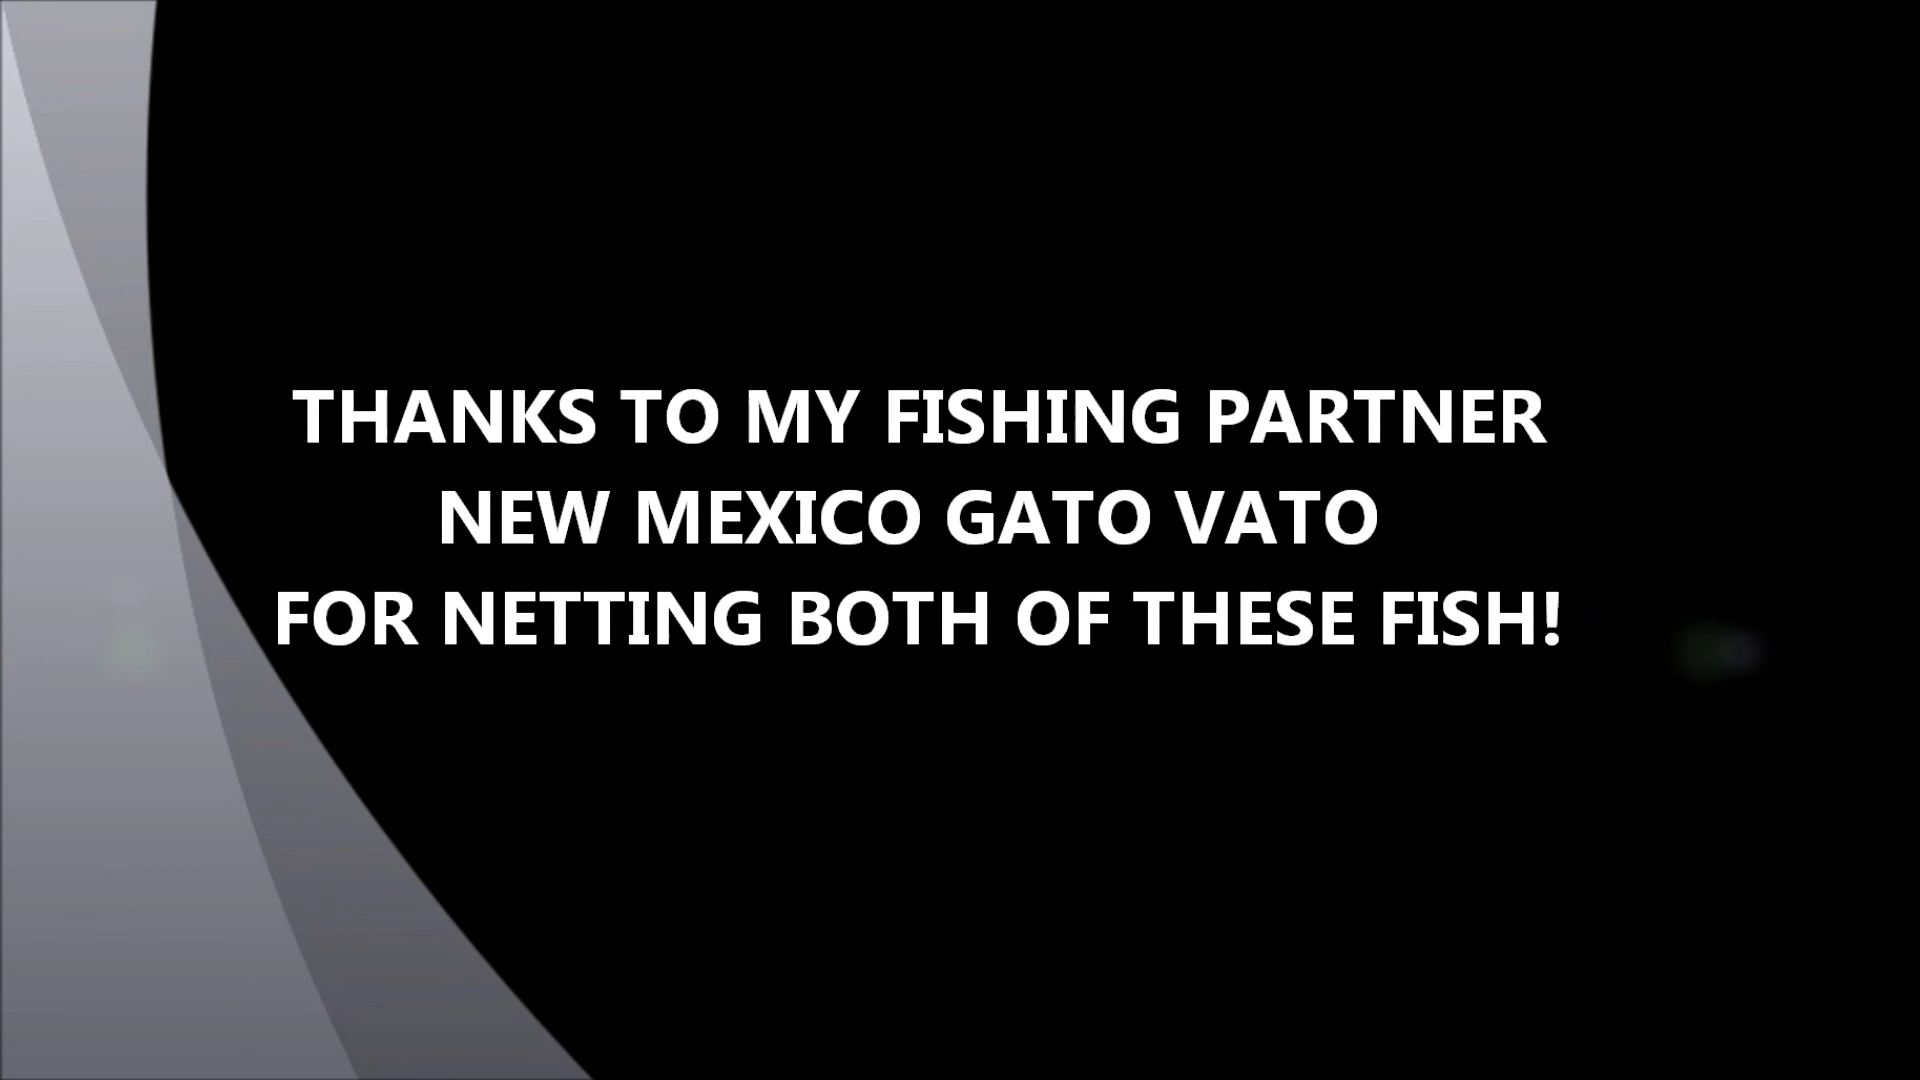 THANKS TO MY FISHING PARTNER
NEW MEXICO GATO VATO
FOR NETTING BOTH OF THESE FISH!